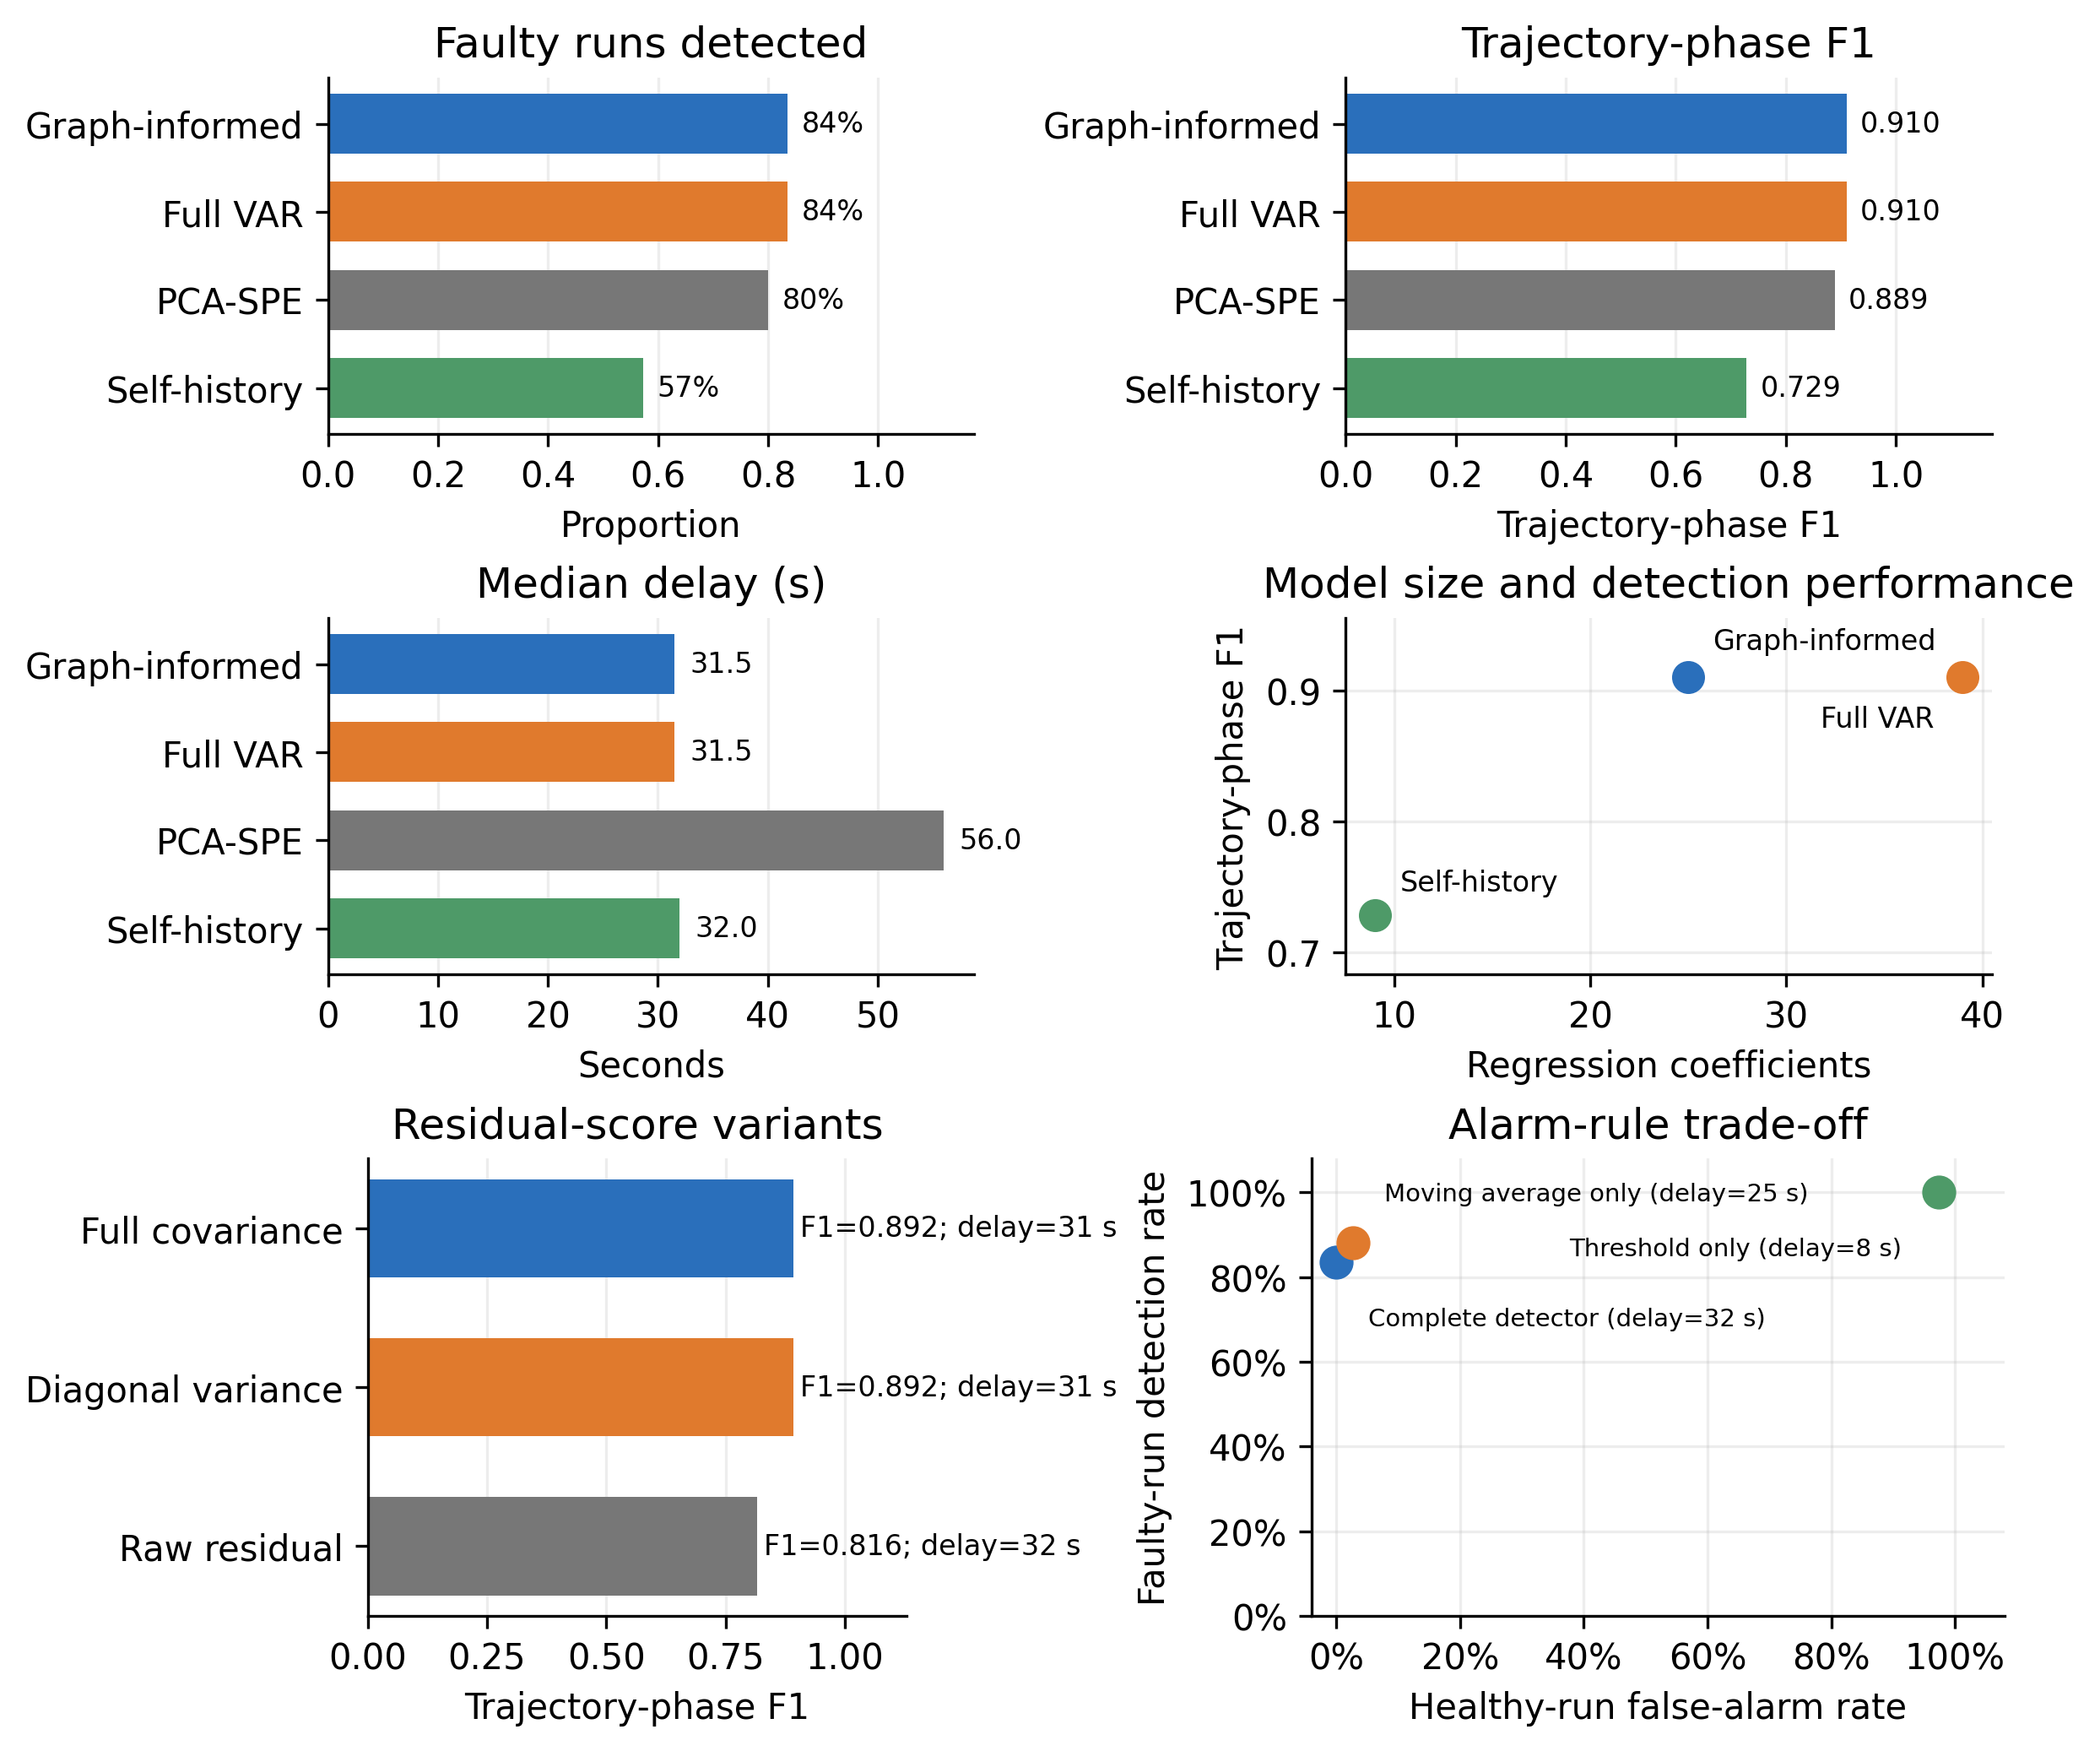 Faulty runs detected
Graph-informed
84%
Full VAR
84%
PCA-SPE
80%
Self-history
57%
0.0 0.2 0.4 0.6 0.8 1.0
Proportion
Trajectory-phase F1
Graph-informed
0.910
Full VAR
0.910
PCA-SPE
0.889
Self-history
0.729
0.0 0.2 0.4 0.6 0.8 1.0
Trajectory-phase F1
Median delay (s)
Graph-informed
31.5
Full VAR
31.5
PCA-SPE
56.0
Self-history
32.0
0 10 20 30 40 50
Seconds
Model size and detection performance
Trajectory-phase F1
0.9
0.8
0.7
Graph-informed
Full VAR
Self-history
10 20 30 40
Regression coefficients
Residual-score variants
Full covariance
F1=0.892; delay=31 s
Diagonal variance
F1=0.892; delay=31 s
Raw residual
F1=0.816; delay=32 s
0.00 0.25 0.50 0.75 1.00
Trajectory-phase F1
Alarm-rule trade-off
Faulty-run detection rate
100%
80%
60%
40%
20%
0%
Moving average only (delay=25 s)
Threshold only (delay=8 s)
Complete detector (delay=32 s)
0% 20% 40% 60% 80% 100%
Healthy-run false-alarm rate